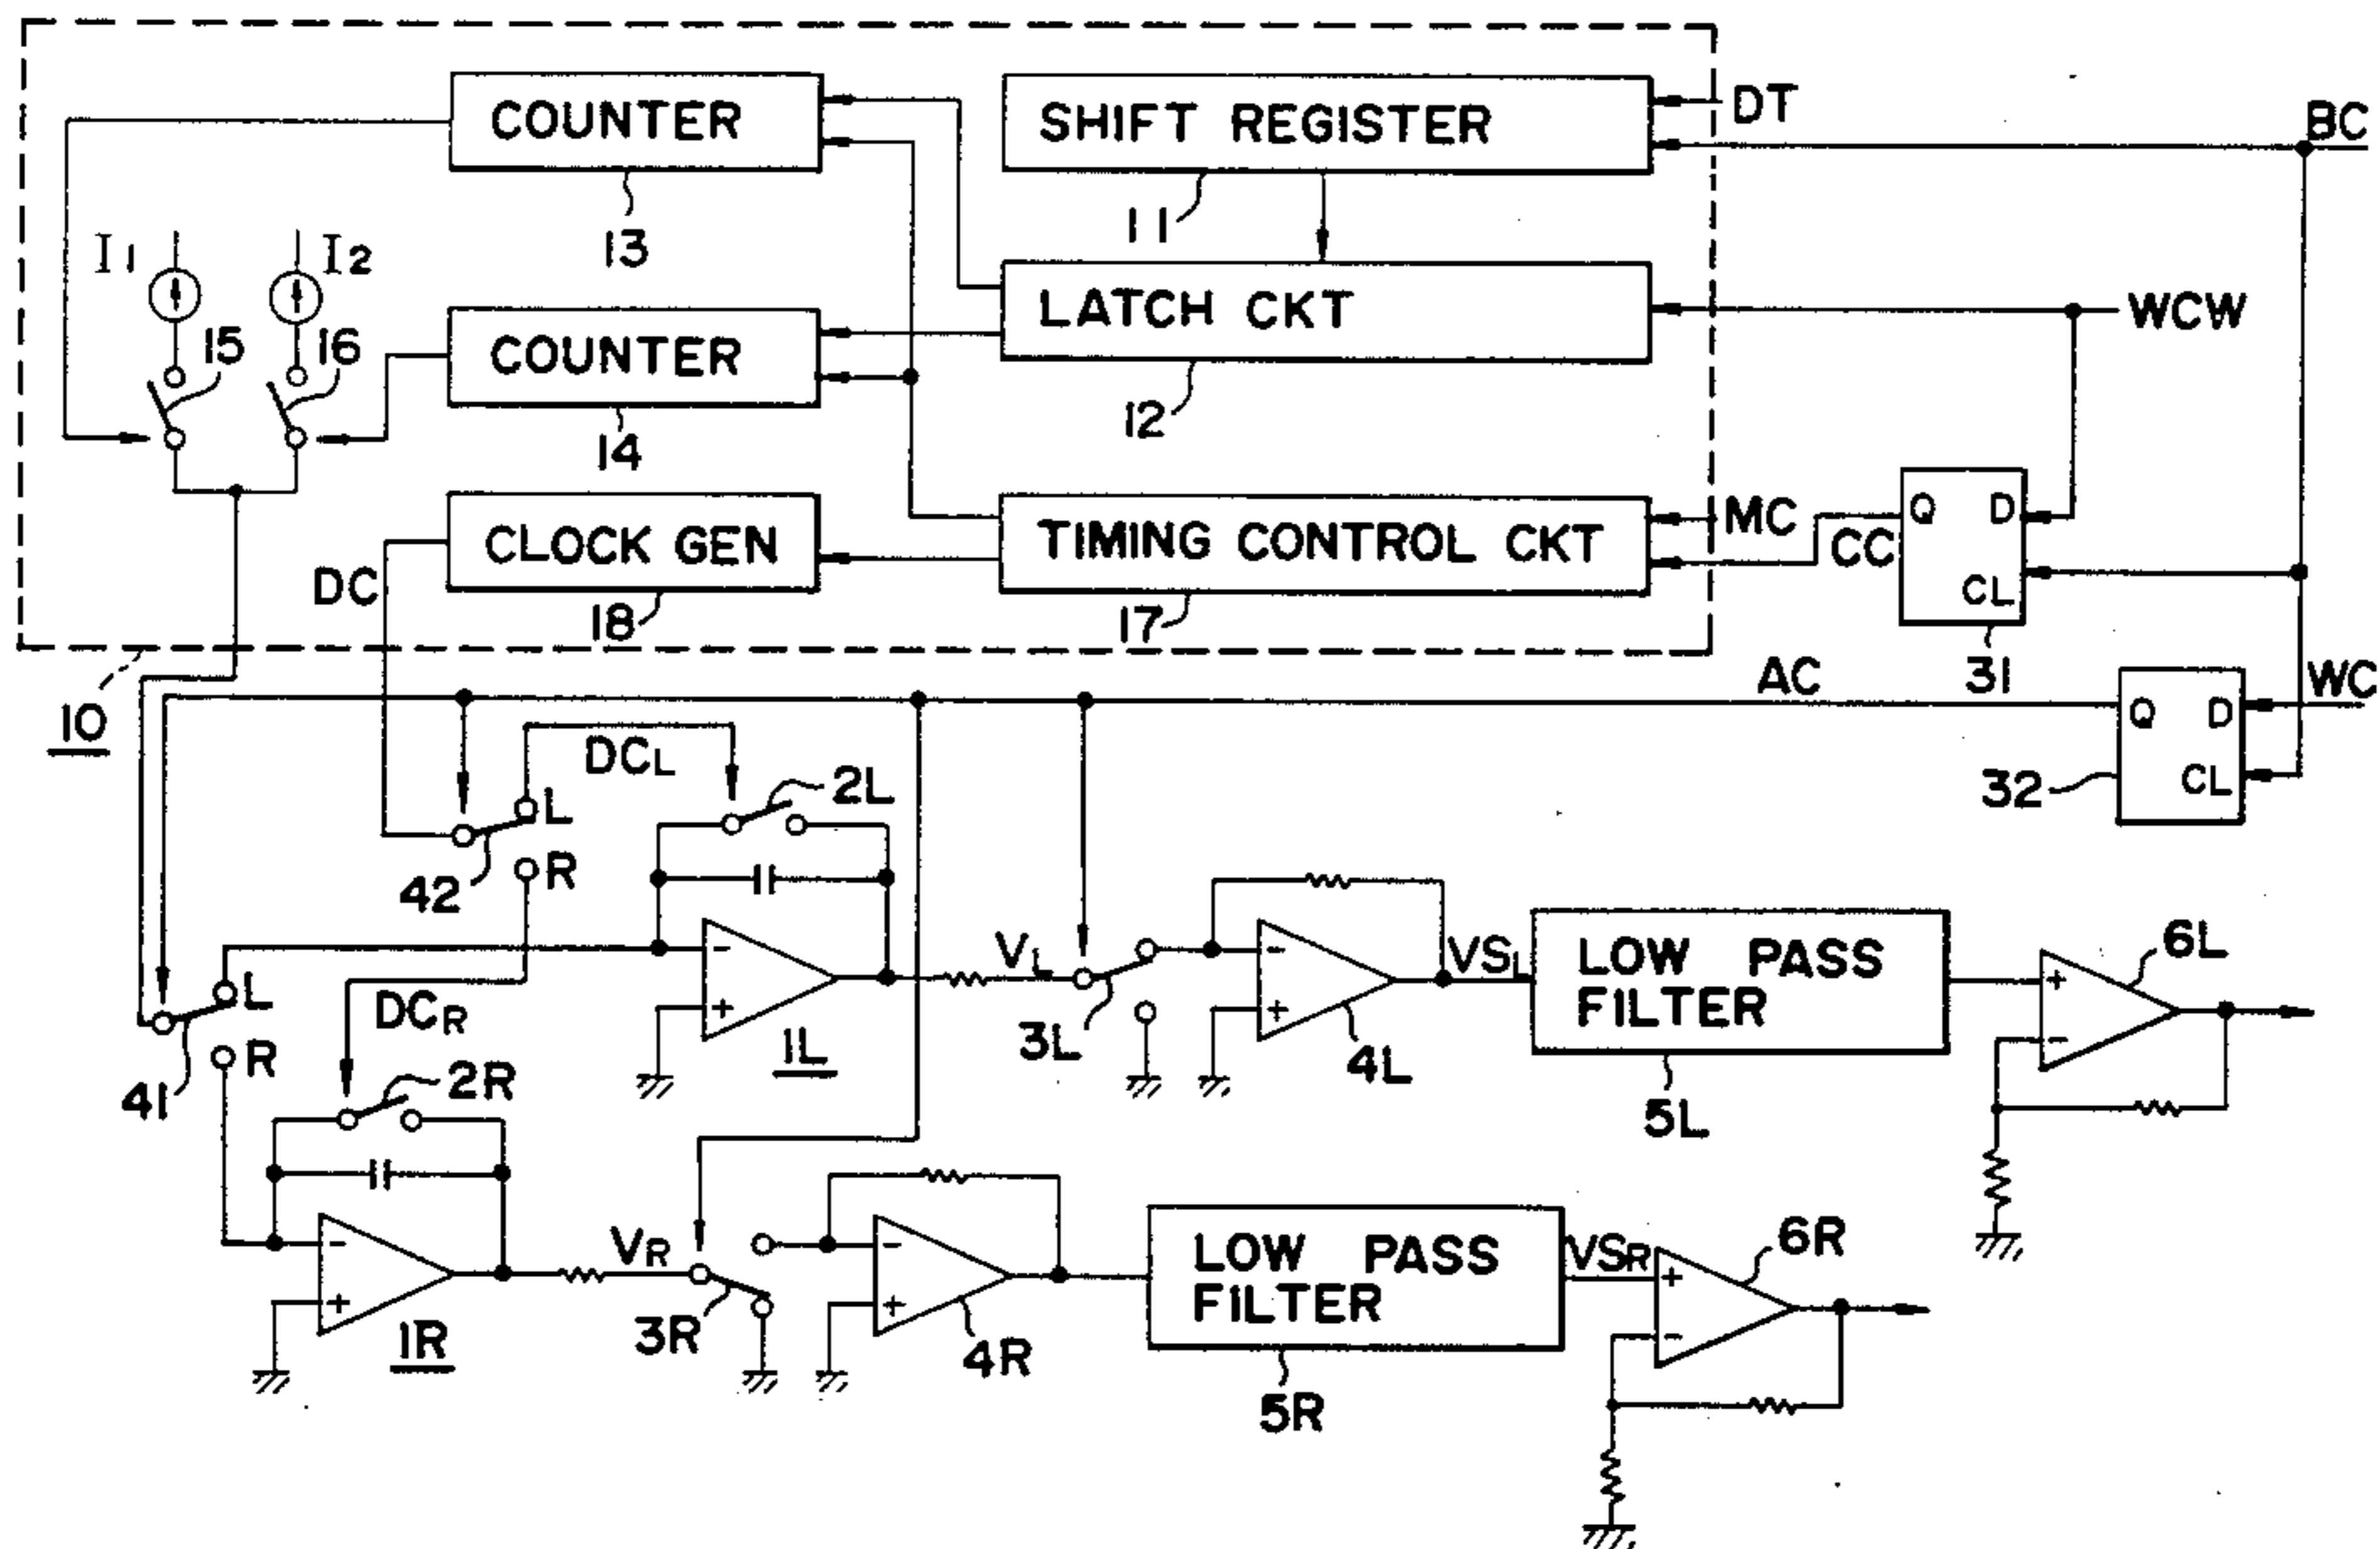 COUNTER
13
SHIFT REGISTER
11
DT
BC
I1
I2
15
16
COUNTER
14
LATCH CKT
12
WCW
CLOCK GEN
18
DC
TIMING CONTROL CKT
17
MC
CC
Q D
CL
31
10
AC
WC
Q D
CL
32
DCL
L
R
42
2L
L
R
41
DCR
2R
-
+
1L
VL
3L
-
+
4L
VSL
LOW PASS
FILTER
5L
+
-
6L
-
+
1R
VR
3R
-
+
4R
LOW PASS
FILTER
5R
VSR
+
-
6R